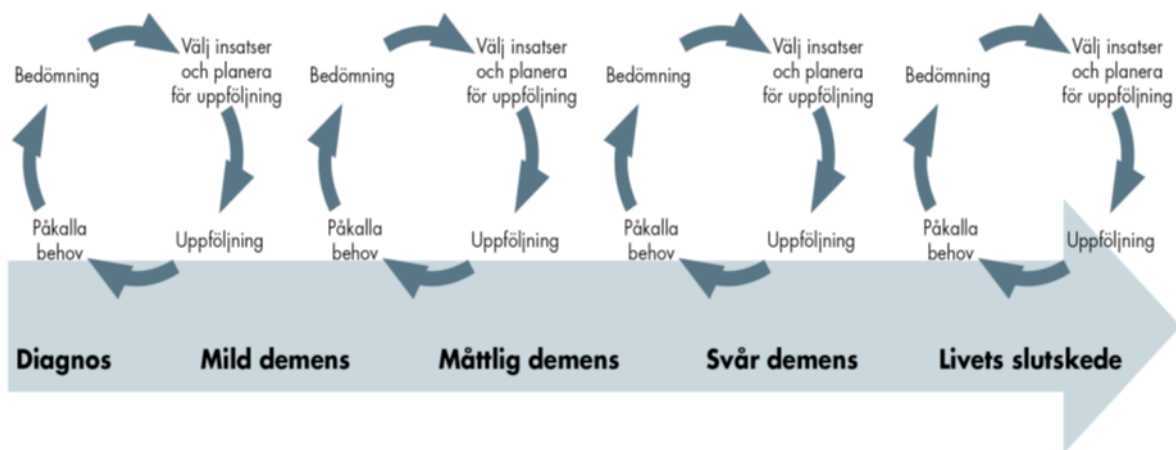 Bedömning
Välj insatser
och planera
för uppföljning
Påkalla
behov
Uppföljning
Bedömning
Välj insatser
och planera
för uppföljning
Påkalla
behov
Uppföljning
Bedömning
Välj insatser
och planera
för uppföljning
Påkalla
behov
Uppföljning
Bedömning
Välj insatser
och planera
för uppföljning
Påkalla
behov
Uppföljning
Diagnos
Mild demens
Måttlig demens
Svår demens
Livets slutskede